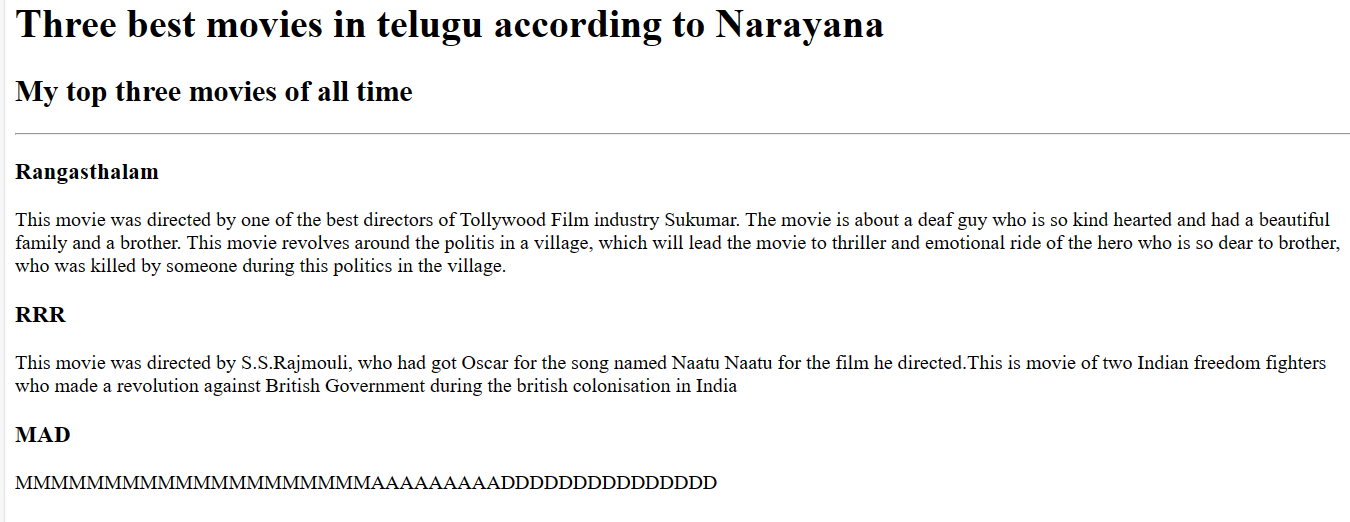 Three best movies in telugu according to Narayana
My top three movies of all time
Rangasthalam
This movie was directed by one of the best directors of Tollywood Film industry Sukumar. The movie is about a deaf guy who is so kind hearted and had a beautiful
family and a brother. This movie revolves around the politis in a village, which will lead the movie to thriller and emotional ride of the hero who is so dear to brother,
who was killed by someone during this politics in the village.
RRR
This movie was directed by S.S.Rajmouli, who had got Oscar for the song named Naatu Naatu for the film he directed.This is movie of two Indian freedom fighters
who made a revolution against British Government during the british colonisation in India
MAD
MMMMMMMMMMMMMMMMMMMMAAAAAAAAADDDDDDDDDDDDDDD